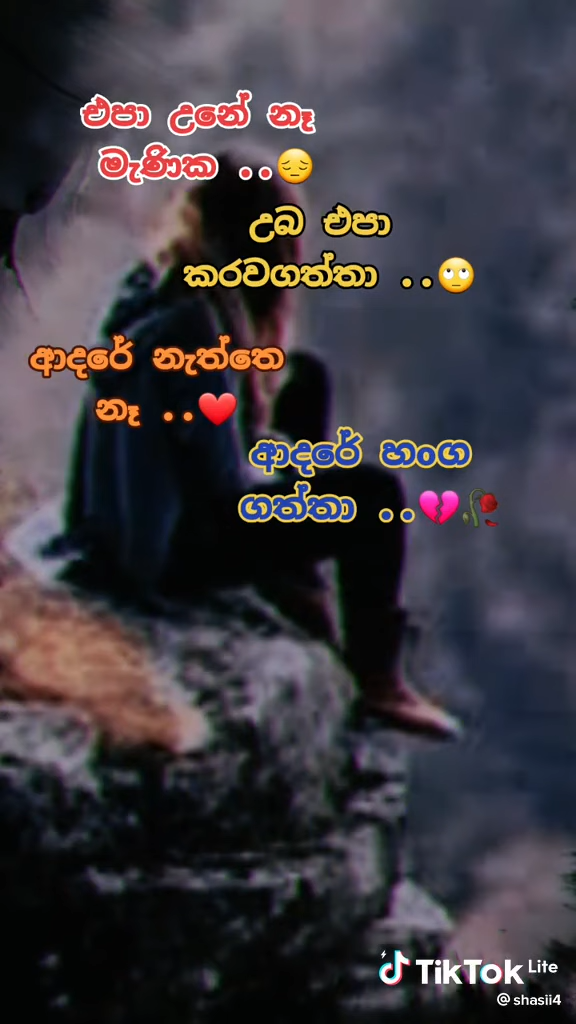 එපා උනේ නෑ
මැණික ..😔
උබ එපා
කරවගත්තා ..🙄
ආදරේ නැත්තෙ
නෑ ..❤️
ආදරේ හංග
ගත්තා ..💔🥀
TikTok Lite
@shasii4